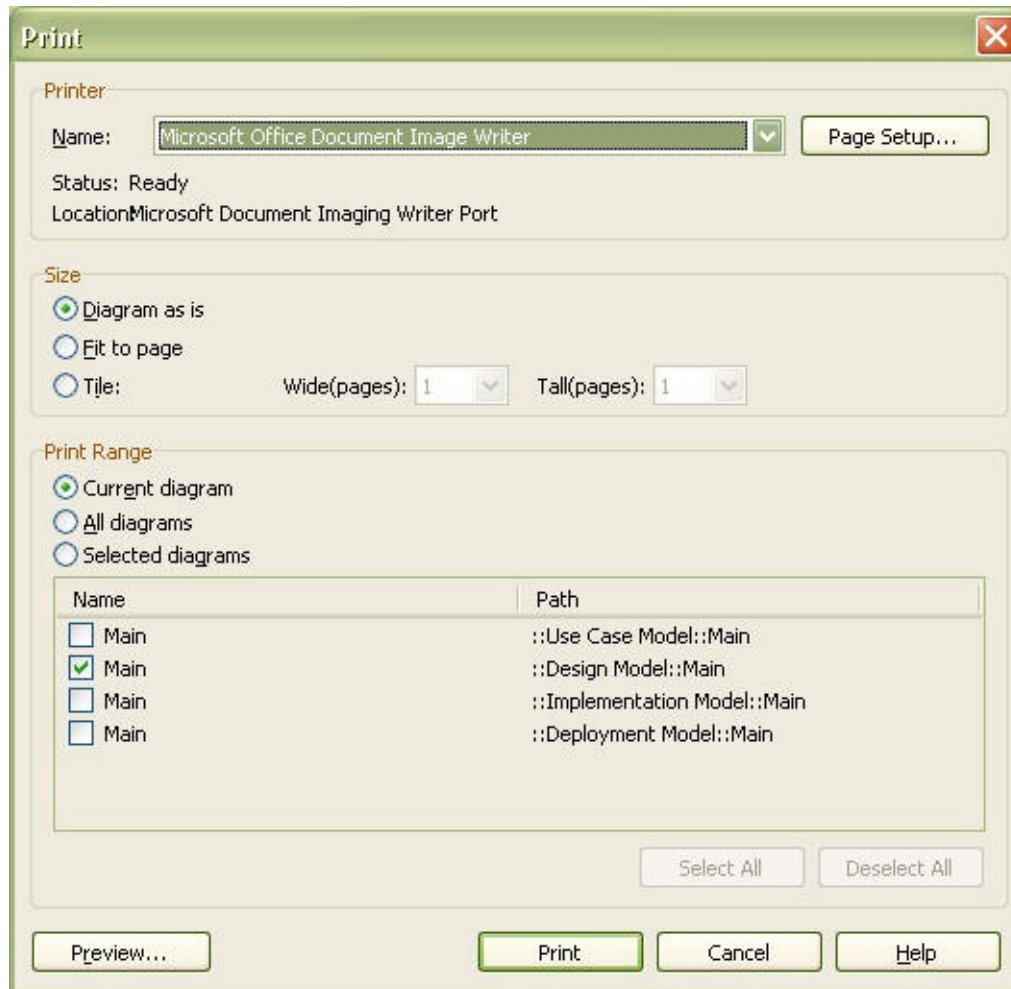 Print
Printer
Name: Microsoft Office Document Image Writer Page Setup...
Status: Ready
Location:Microsoft Document Imaging Writer Port
Size
Diagram as is
Fit to page
Tile: Wide(pages): 1 Tall(pages): 1
Print Range
Current diagram
All diagrams
Selected diagrams
Name Path
Main ::Use Case Model::Main
Main ::Design Model::Main
Main ::Implementation Model::Main
Main ::Deployment Model::Main
Select All Deselect All
Preview... Print Cancel Help